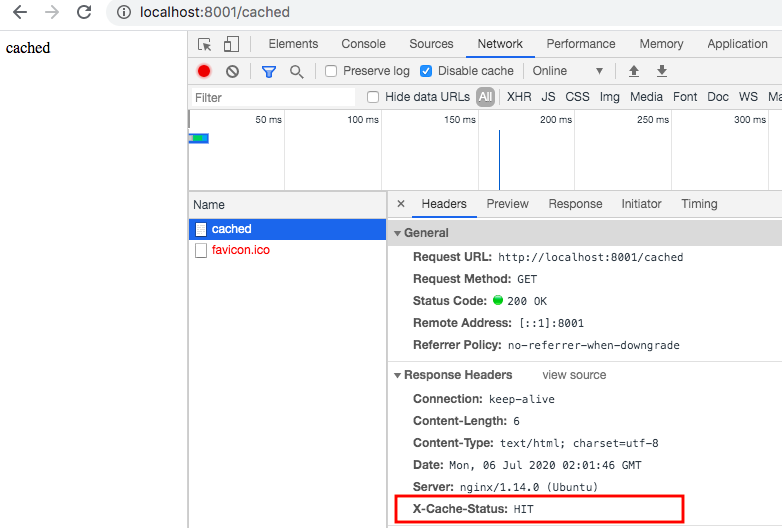 localhost:8001/cached
cached
Elements Console Sources Network Performance Memory Application
Preserve log Disable cache Online
Filter Hide data URLs All XHR JS CSS Img Media Font Doc WS Ma
50 ms 100 ms 150 ms 200 ms 250 ms 300 ms
Name × Headers Preview Response Initiator Timing
cached
favicon.ico
General
Request URL: http://localhost:8001/cached
Request Method: GET
Status Code: 200 OK
Remote Address: [::1]:8001
Referrer Policy: no-referrer-when-downgrade
Response Headers view source
Connection: keep-alive
Content-Length: 6
Content-Type: text/html; charset=utf-8
Date: Mon, 06 Jul 2020 02:01:46 GMT
Server: nginx/1.14.0 (Ubuntu)
X-Cache-Status: HIT